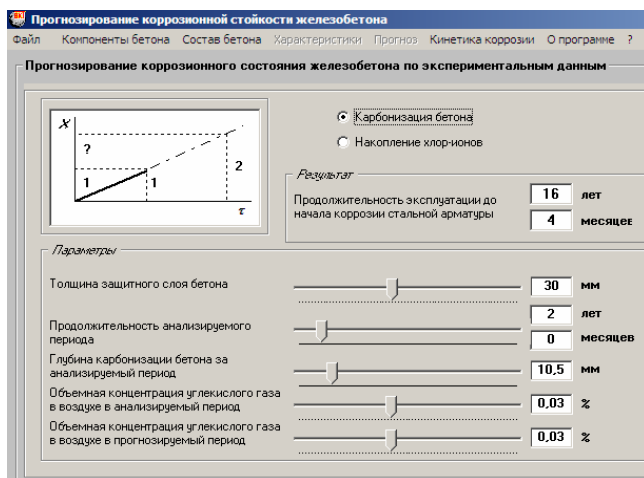 Прогнозирование коррозионной стойкости железобетона
Файл Компоненты бетона Состав бетона Характеристики Прогноз Кинетика коррозии О программе ?
Прогнозирование коррозионного состояния железобетона по экспериментальным данным
X
?
1
1
2
τ
Карбонизация бетона
Накопление хлор-ионов
Результат
Продолжительность эксплуатации до
начала коррозии стальной арматуры
16 лет
4 месяцев
Параметры
Толщина защитного слоя бетона 30 мм
Продолжительность анализируемого
периода
2 лет
0 месяцев
Глубина карбонизации бетона за
анализируемый период
10,5 мм
Объемная концентрация углекислого газа
в воздухе в анализируемый период
0,03 %
Объемная концентрация углекислого газа
в воздухе в прогнозируемый период
0,03 %